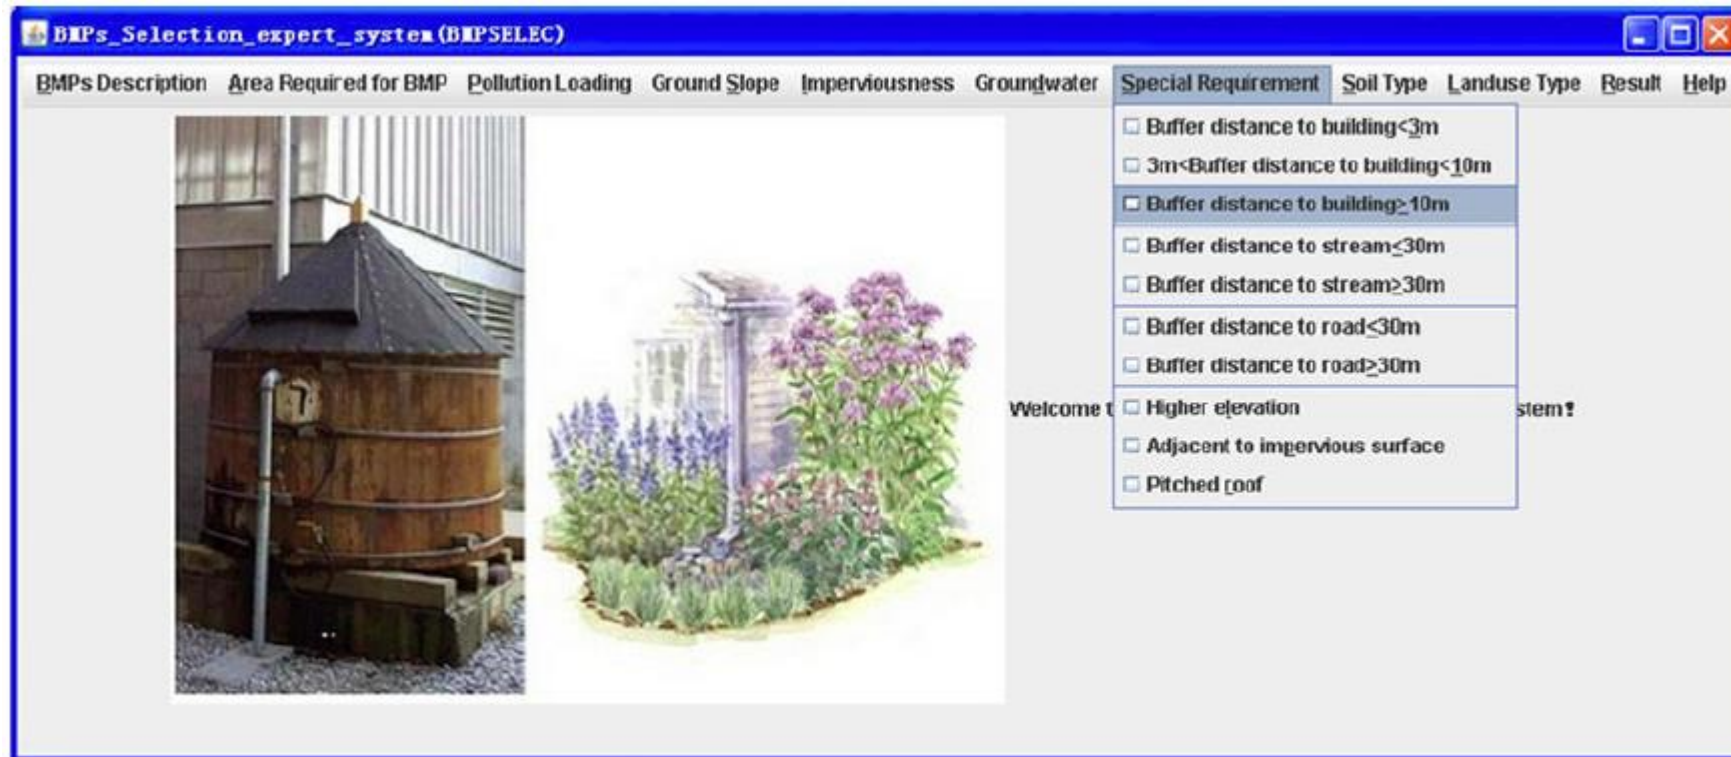 BMPs_Selection_expert_system(BMPSELEC)
BMPs Description Area Required for BMP Pollution Loading Ground Slope Imperviousness Groundwater Special Requirement Soil Type Landuse Type Result Help
Buffer distance to building<3m
3m<Buffer distance to building<10m
Buffer distance to building>10m
Buffer distance to stream<30m
Buffer distance to stream>30m
Buffer distance to road<30m
Buffer distance to road>30m
Welcome t Higher elevation stem!
Adjacent to impervious surface
Pitched roof